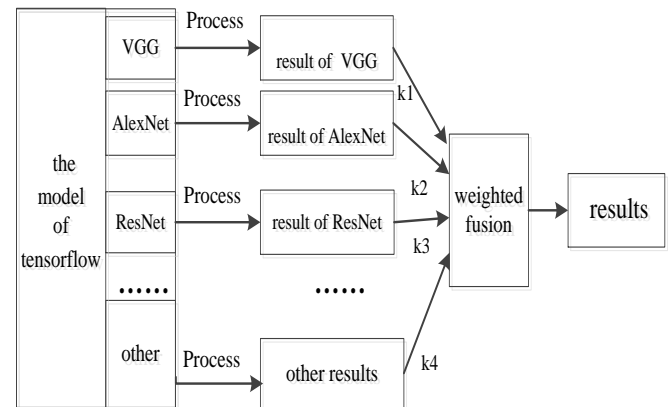 Process
VGG
result of VGG
k1
Process
AlexNet
result of AlexNet
the
model
of
tensorflow
k2
weighted
fusion
results
Process
ResNet
result of ResNet
k3
......
......
other
Process
other results
k4